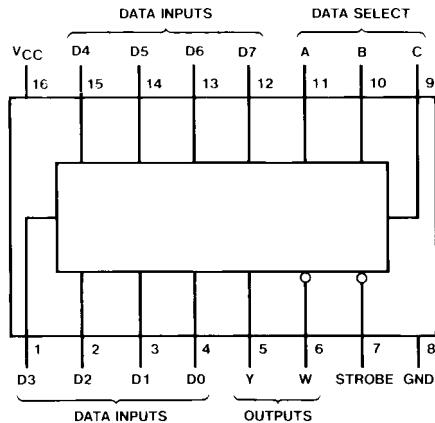 DATA INPUTS DATA SELECT
VCC D4 D5 D6 D7 A B C
16 15 14 13 12 11 10 9
1 2 3 4 5 6 7 8
D3 D2 D1 D0 Y W STROBE GND
DATA INPUTS OUTPUTS